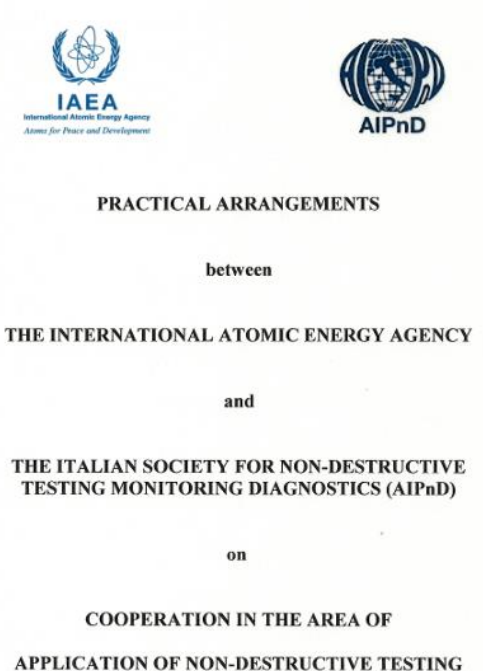 IAEA
International Atomic Energy Agency
Atoms for Peace and Development
AIPnD
PRACTICAL ARRANGEMENTS
between
THE INTERNATIONAL ATOMIC ENERGY AGENCY
and
THE ITALIAN SOCIETY FOR NON-DESTRUCTIVE
TESTING MONITORING DIAGNOSTICS (AIPnD)
on
COOPERATION IN THE AREA OF
APPLICATION OF NON-DESTRUCTIVE TESTING